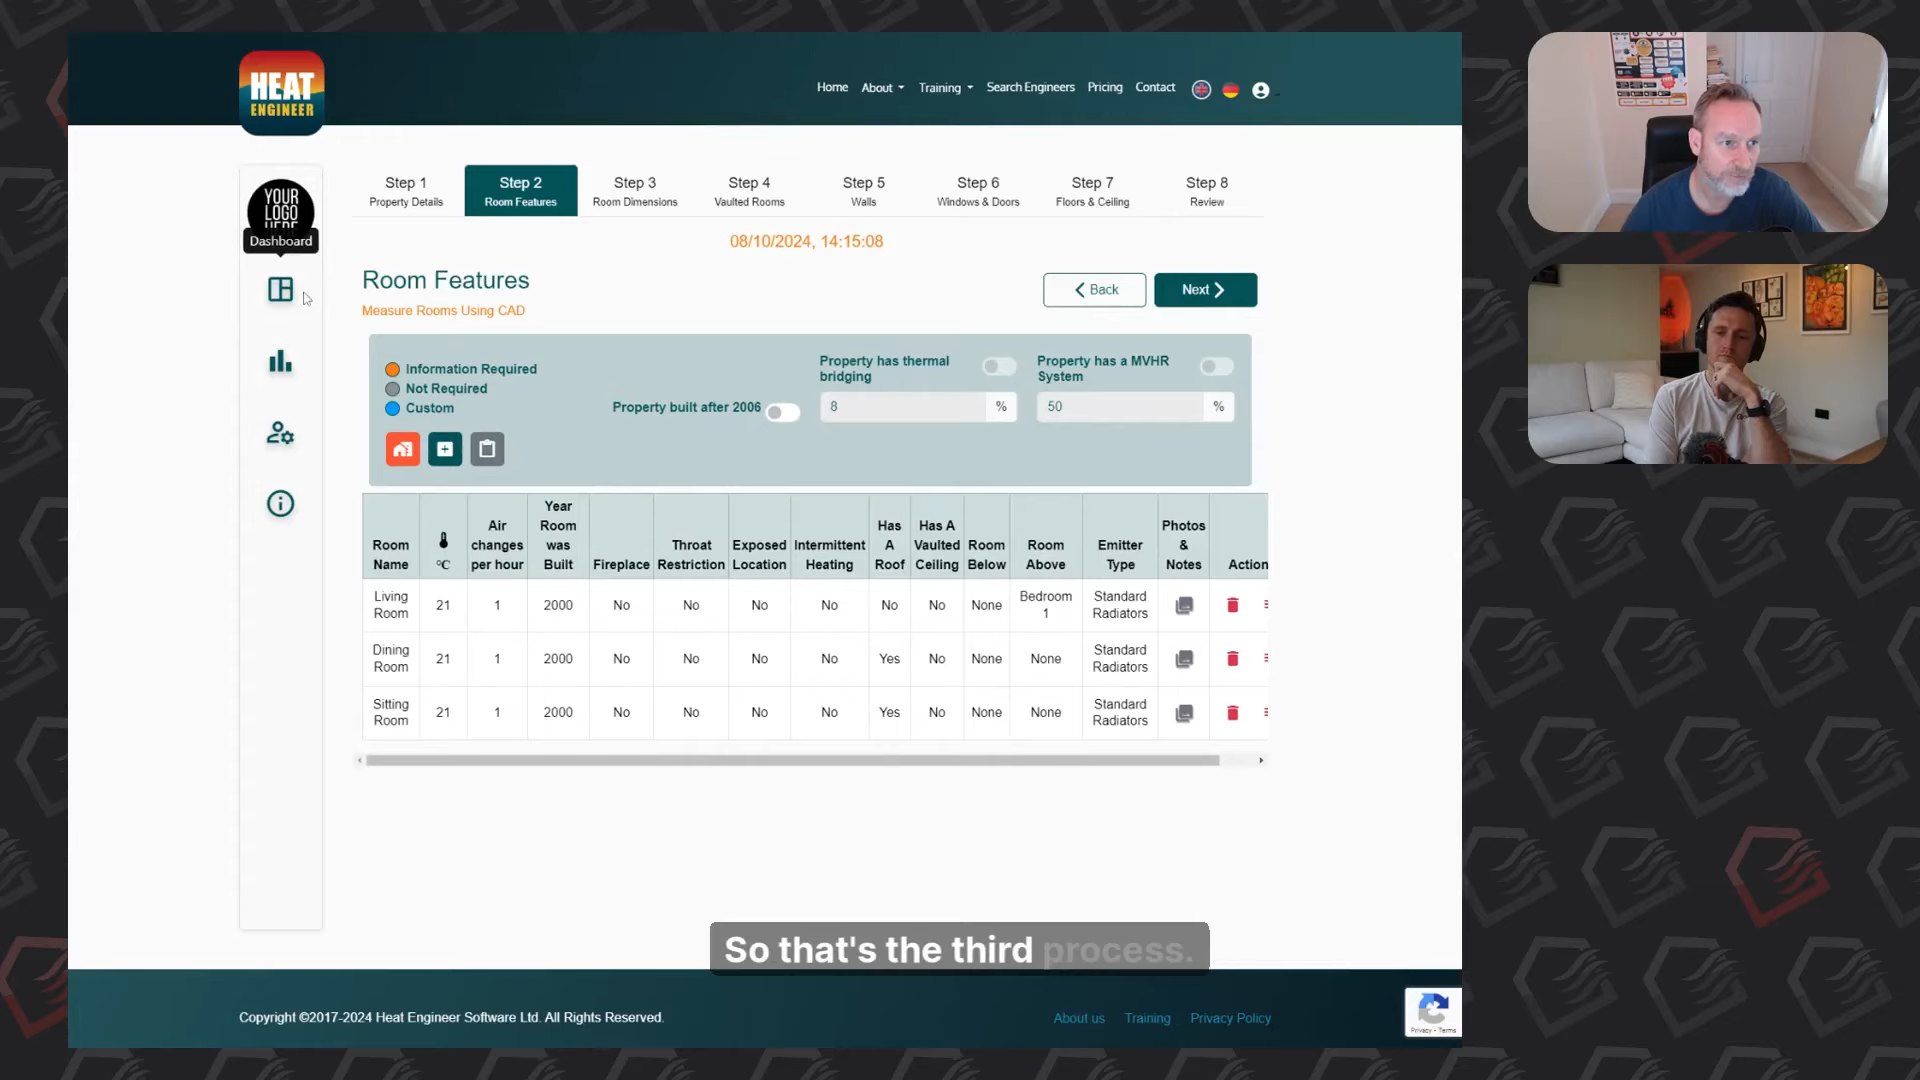 HEAT
ENGINEER
Home
About
Training
Search Engineers
Pricing
Contact
YOUR
LOGO
HERE
Dashboard
Step 1
Property Details
Step 2
Room Features
Step 3
Room Dimensions
Step 4
Vaulted Rooms
Step 5
Walls
Step 6
Windows & Doors
Step 7
Floors & Ceiling
Step 8
Review
08/10/2024, 14:15:08
Room Features
Measure Rooms Using CAD
Back
Next
Information Required
Not Required
Custom
Property built after 2006
Property has thermal
bridging
8 %
Property has a MVHR
System
50 %
Room Name
°C
Air changes per hour
Year Room was Built
Fireplace
Throat Restriction
Exposed Location
Intermittent Heating
Has A Roof
Has A Vaulted Ceiling
Room Below
Room Above
Emitter Type
Photos & Notes
Action
Living Room 21 1 2000 No No No No No No None Bedroom 1 Standard Radiators
Dining Room 21 1 2000 No No No No Yes No None None Standard Radiators
Sitting Room 21 1 2000 No No No No Yes No None None Standard Radiators
So that's the third process.
Copyright ©2017-2024 Heat Engineer Software Ltd. All Rights Reserved.
About us
Training
Privacy Policy
Privacy - Terms